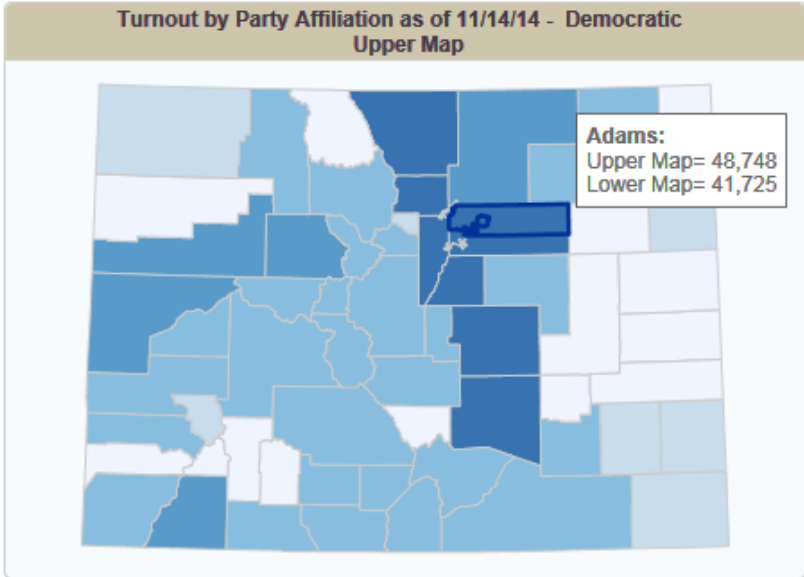 Turnout by Party Affiliation as of 11/14/14 - Democratic
Upper Map
Adams:
Upper Map= 48,748
Lower Map= 41,725